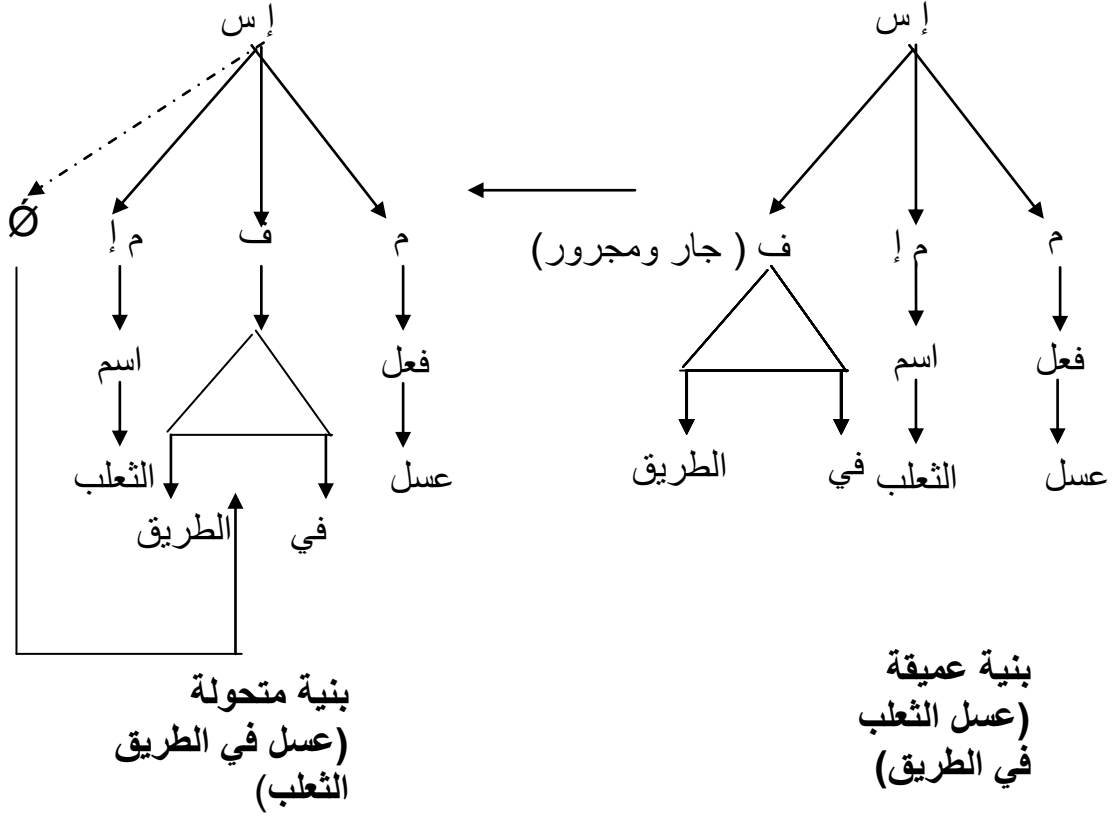 إ س
م
م إ
ف ( جار ومجرور)
فعل
اسم
عسل
الثعلب
في
الطريق
بنية عميقة
(عسل الثعلب
في الطريق)
إ س
م
ف
م إ
Ǿ
فعل
اسم
عسل
الثعلب
في
الطريق
بنية متحولة
(عسل في الطريق
الثعلب)